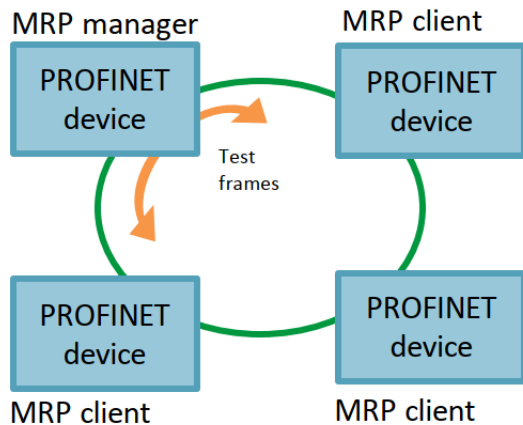 MRP manager
MRP client
PROFINET
device
PROFINET
device
Test
frames
PROFINET
device
PROFINET
device
MRP client
MRP client